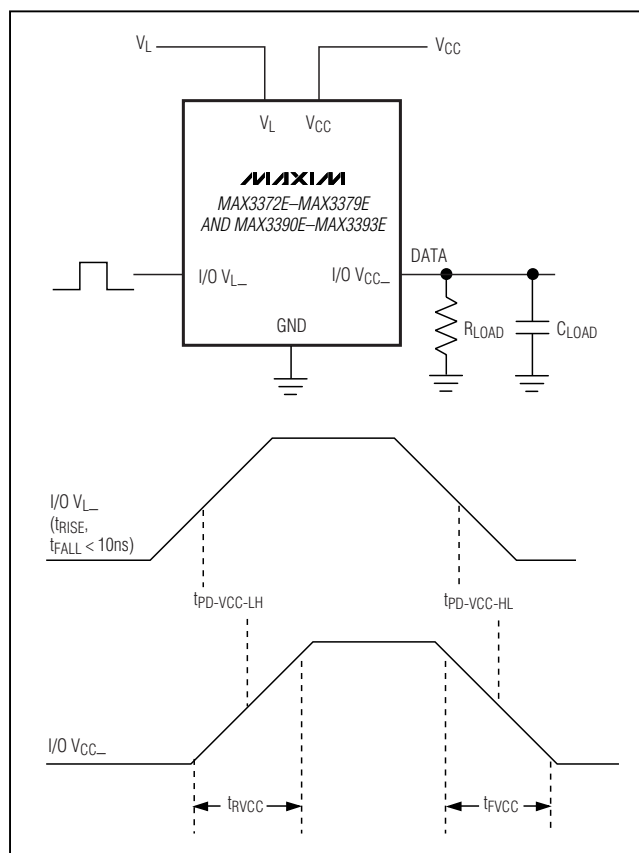 VL
VCC
VL VCC
MAXIM
MAX3372E–MAX3379E
AND MAX3390E–MAX3393E
DATA
I/O VL_
I/O VCC_
RLOAD
CLOAD
GND
I/O VL_
(tRISE,
tFALL < 10ns)
tPD-VCC-LH
tPD-VCC-HL
I/O VCC_
tRVCC
tFVCC